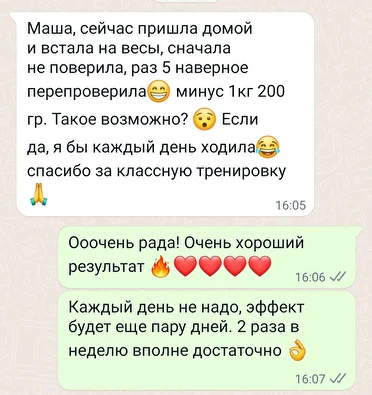 Маша, сейчас пришла домой
и встала на весы, сначала
не поверила, раз 5 наверное
перепроверила😁 минус 1кг 200
гр. Такое возможно? 😯 Если
да, я бы каждый день ходила😂
спасибо за классную тренировку
🙏
16:05
Ооочень рада! Очень хороший
результат 🔥❤️❤️❤️❤️
16:06
Каждый день не надо, эффект
будет еще пару дней. 2 раза в
неделю вполне достаточно 👌
16:07